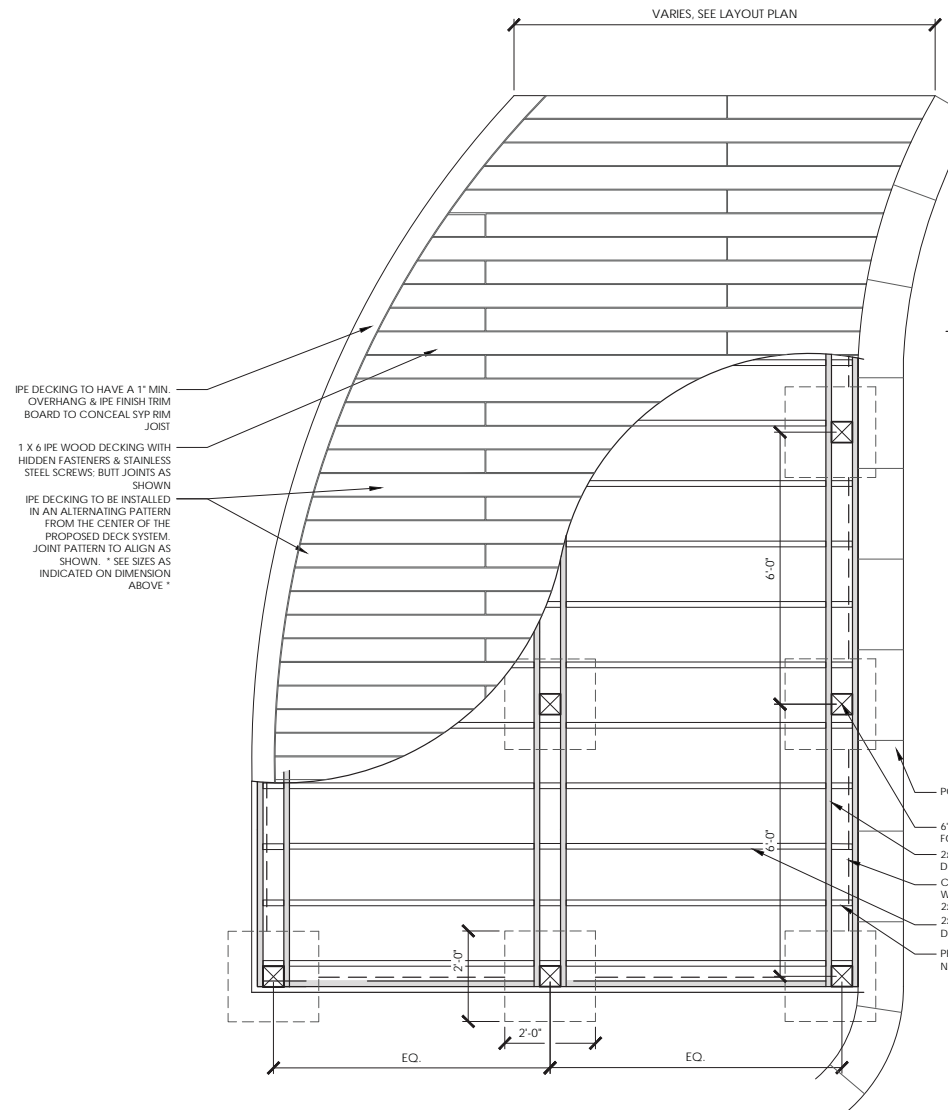 VARIES, SEE LAYOUT PLAN
IPE DECKING TO HAVE A 1" MIN.
OVERHANG & IPE FINISH TRIM
BOARD TO CONCEAL SYP RIM
JOIST
1 X 6 IPE WOOD DECKING WITH
HIDDEN FASTENERS & STAINLESS
STEEL SCREWS; BUTT JOINTS AS
SHOWN
IPE DECKING TO BE INSTALLED
IN AN ALTERNATING PATTERN
FROM THE CENTER OF THE
PROPOSED DECK SYSTEM.
JOINT PATTERN TO ALIGN AS
SHOWN. * SEE SIZES AS
INDICATED ON DIMENSION
ABOVE *
6'-0"
6'-0"
2'-0"
2'-0"
EQ.
EQ.